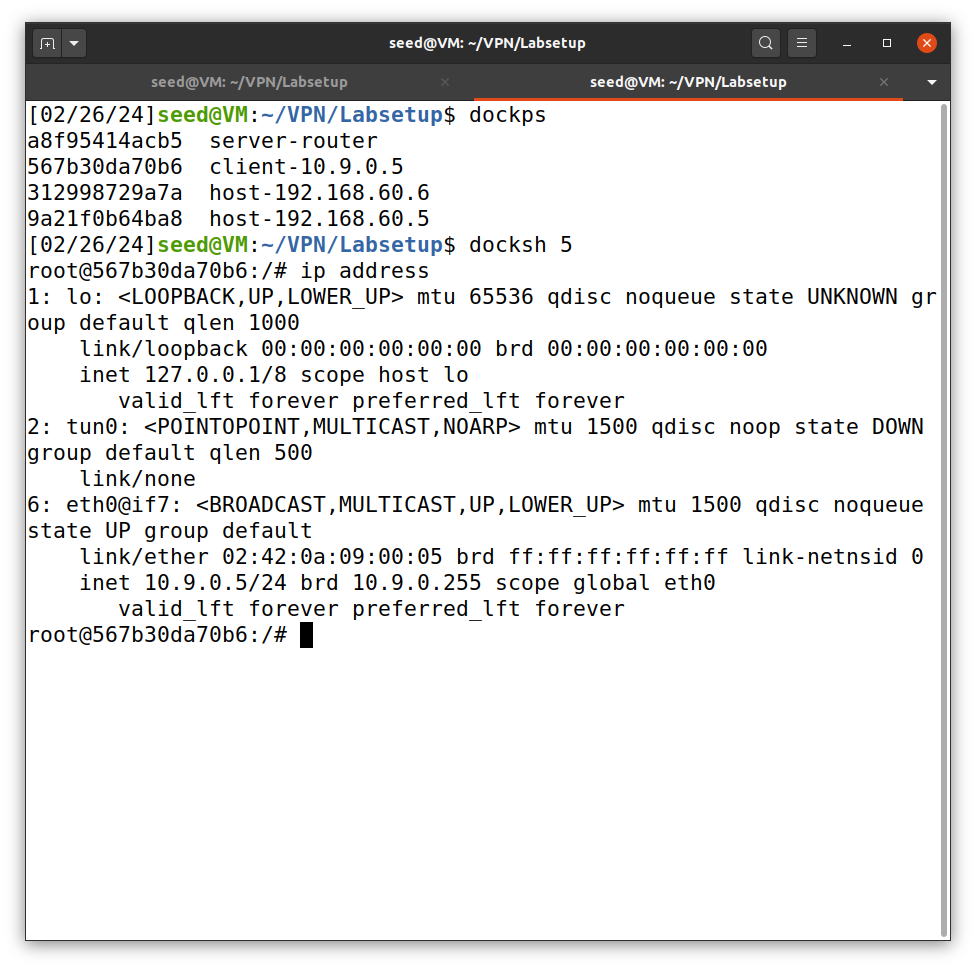 seed@VM: ~/VPN/Labsetup
seed@VM: ~/VPN/Labsetup
seed@VM: ~/VPN/Labsetup
[02/26/24]seed@VM:~/VPN/Labsetup$ dockps
a8f95414acb5  server-router
567b30da70b6  client-10.9.0.5
312998729a7a  host-192.168.60.6
9a21f0b64ba8  host-192.168.60.5
[02/26/24]seed@VM:~/VPN/Labsetup$ docksh 5
root@567b30da70b6:/# ip address
1: lo: <LOOPBACK,UP,LOWER_UP> mtu 65536 qdisc noqueue state UNKNOWN gr
oup default qlen 1000
    link/loopback 00:00:00:00:00:00 brd 00:00:00:00:00:00
    inet 127.0.0.1/8 scope host lo
       valid_lft forever preferred_lft forever
2: tun0: <POINTOPOINT,MULTICAST,NOARP> mtu 1500 qdisc noop state DOWN
group default qlen 500
    link/none
6: eth0@if7: <BROADCAST,MULTICAST,UP,LOWER_UP> mtu 1500 qdisc noqueue
state UP group default
    link/ether 02:42:0a:09:00:05 brd ff:ff:ff:ff:ff:ff link-netnsid 0
    inet 10.9.0.5/24 brd 10.9.0.255 scope global eth0
       valid_lft forever preferred_lft forever
root@567b30da70b6:/#